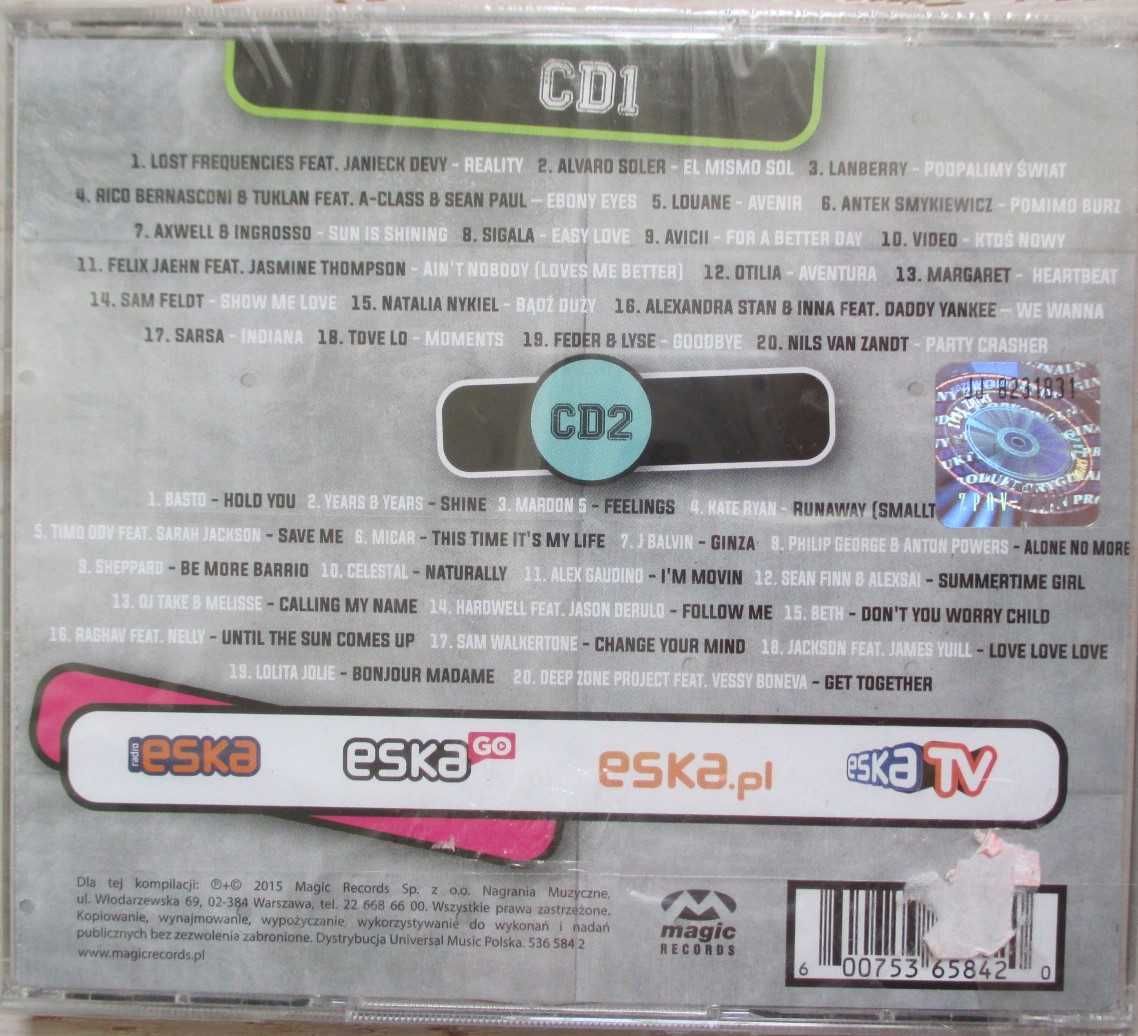 CD1
1. LOST FREQUENCIES FEAT. JANIECK DEVY - REALITY 2. ALVARO SOLER - EL MISMO SOL 3. LANBERRY - PODPALIMY ŚWIAT
4. RICO BERNASCONI & TUKLAN FEAT. A-CLASS & SEAN PAUL – EBONY EYES 5. LOUANE - AVENIR 6. ANTEK SMYKIEWICZ - POMIMO BURZ
7. AXWELL & INGROSSO - SUN IS SHINING 8. SIGALA - EASY LOVE 9. AVICII - FOR A BETTER DAY 10. VIDEO - KTOŚ NOWY
11. FELIX JAEHN FEAT. JASMINE THOMPSON - AIN'T NOBODY (LOVES ME BETTER) 12. OTILIA - AVENTURA 13. MARGARET - HEARTBEAT
14. SAM FELDT - SHOW ME LOVE 15. NATALIA NYKIEL - BĄDŹ DUŻY 16. ALEXANDRA STAN & INNA FEAT. DADDY YANKEE – WE WANNA
17. SARSA - INDIANA 18. TOVE LO - MOMENTS 19. FEDER & LYSE - GOODBYE 20. NILS VAN ZANDT - PARTY CRASHER
JJ 8231831
ZPAV
CD2
1. BASTO - HOLD YOU 2. YEARS & YEARS - SHINE 3. MAROON 5 - FEELINGS 4. KATE RYAN - RUNAWAY (SMALLT
5. TIMO ODV FEAT. SARAH JACKSON - SAVE ME 6. MICAR - THIS TIME IT'S MY LIFE 7. J BALVIN - GINZA 8. PHILIP GEORGE & ANTON POWERS - ALONE NO MORE
9. SHEPPARD - BE MORE BARRIO 10. CELESTAL - NATURALLY 11. ALEX GAUDINO - I'M MOVIN 12. SEAN FINN & ALEXSAI - SUMMERTIME GIRL
13. DJ TAKE & MELISSE - CALLING MY NAME 14. HARDWELL FEAT. JASON DERULO - FOLLOW ME 15. BETH - DON'T YOU WORRY CHILD
16. RAGHAV FEAT. NELLY - UNTIL THE SUN COMES UP 17. SAM WALKERTONE - CHANGE YOUR MIND 18. JACKSON FEAT. JAMES YUILL - LOVE LOVE LOVE
19. LOLITA JOLIE - BONJOUR MADAME 20. DEEP ZONE PROJECT FEAT. VESSY BONEVA - GET TOGETHER
radio eska eska GO eska.pl eska TV
Dla tej kompilacji: ℗+© 2015 Magic Records Sp. z o.o. Nagrania Muzyczne,
ul. Włodarzewska 69, 02-384 Warszawa, tel. 22 668 66 00. Wszystkie prawa zastrzeżone.
Kopiowanie, wynajmowanie, wypożyczanie, wykorzystywanie do wykonań i nadań
publicznych bez zezwolenia zabronione. Dystrybucja Universal Music Polska. 536 584 2
www.magicrecords.pl
magic
RECORDS
6 00753 65842 0